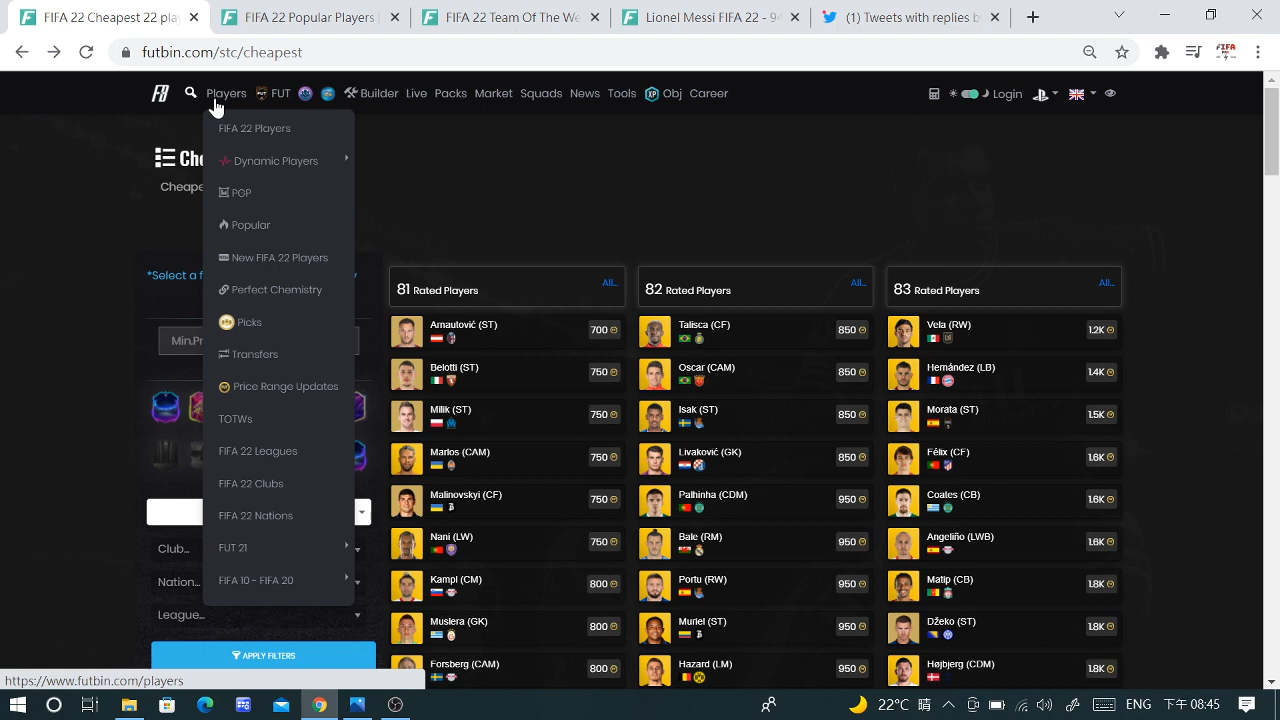 FIFA 22 Cheapest 22 pl
FIFA 22 Popular Players |
FIFA 22 Team Of The We
Lionel Messi FIFA 22 - 94
(1) Tweets with replies by
futbin.com/stc/cheapest
F8 Players FUT Builder Live Packs Market Squads News Tools XP Obj Career Login
FIFA 22 Players
Dynamic Players
PGP
Popular
New FIFA 22 Players
Perfect Chemistry
Picks
Transfers
Price Range Updates
TOTWs
FIFA 22 Leagues
FIFA 22 Clubs
FIFA 22 Nations
FUT 21
FIFA 10 - FIFA 20
Che
Cheape
*Select a f
y
Min.Pr
Club...
Nation...
League...
APPLY FILTERS
81 Rated Players All...
Arnautović (ST) 700
Belotti (ST) 750
Milik (ST) 750
Marlos (CAM) 750
Malinovskyi (CF) 750
Nani (LW) 750
Kampl (CM) 800
Muslera (GK) 800
Forsberg (CAM) 800
82 Rated Players All...
Talisca (CF) 850
Oscar (CAM) 850
Isak (ST) 850
Livaković (GK) 850
Palhinha (CDM) 950
Bale (RM) 950
Portu (RW) 950
Muriel (ST) 950
Hazard (LM) 950
83 Rated Players All...
Vela (RW) 1.2K
Hernández (LB) 1.4K
Morata (ST) 1.5K
Félix (CF) 1.6K
Coates (CB) 1.6K
Angeliño (LWB) 1.6K
Matip (CB) 1.8K
Džeko (ST) 1.8K
Højbjerg (CDM) 1.8K
https://www.futbin.com/players
22°C 晴 ENG 下午 08:45